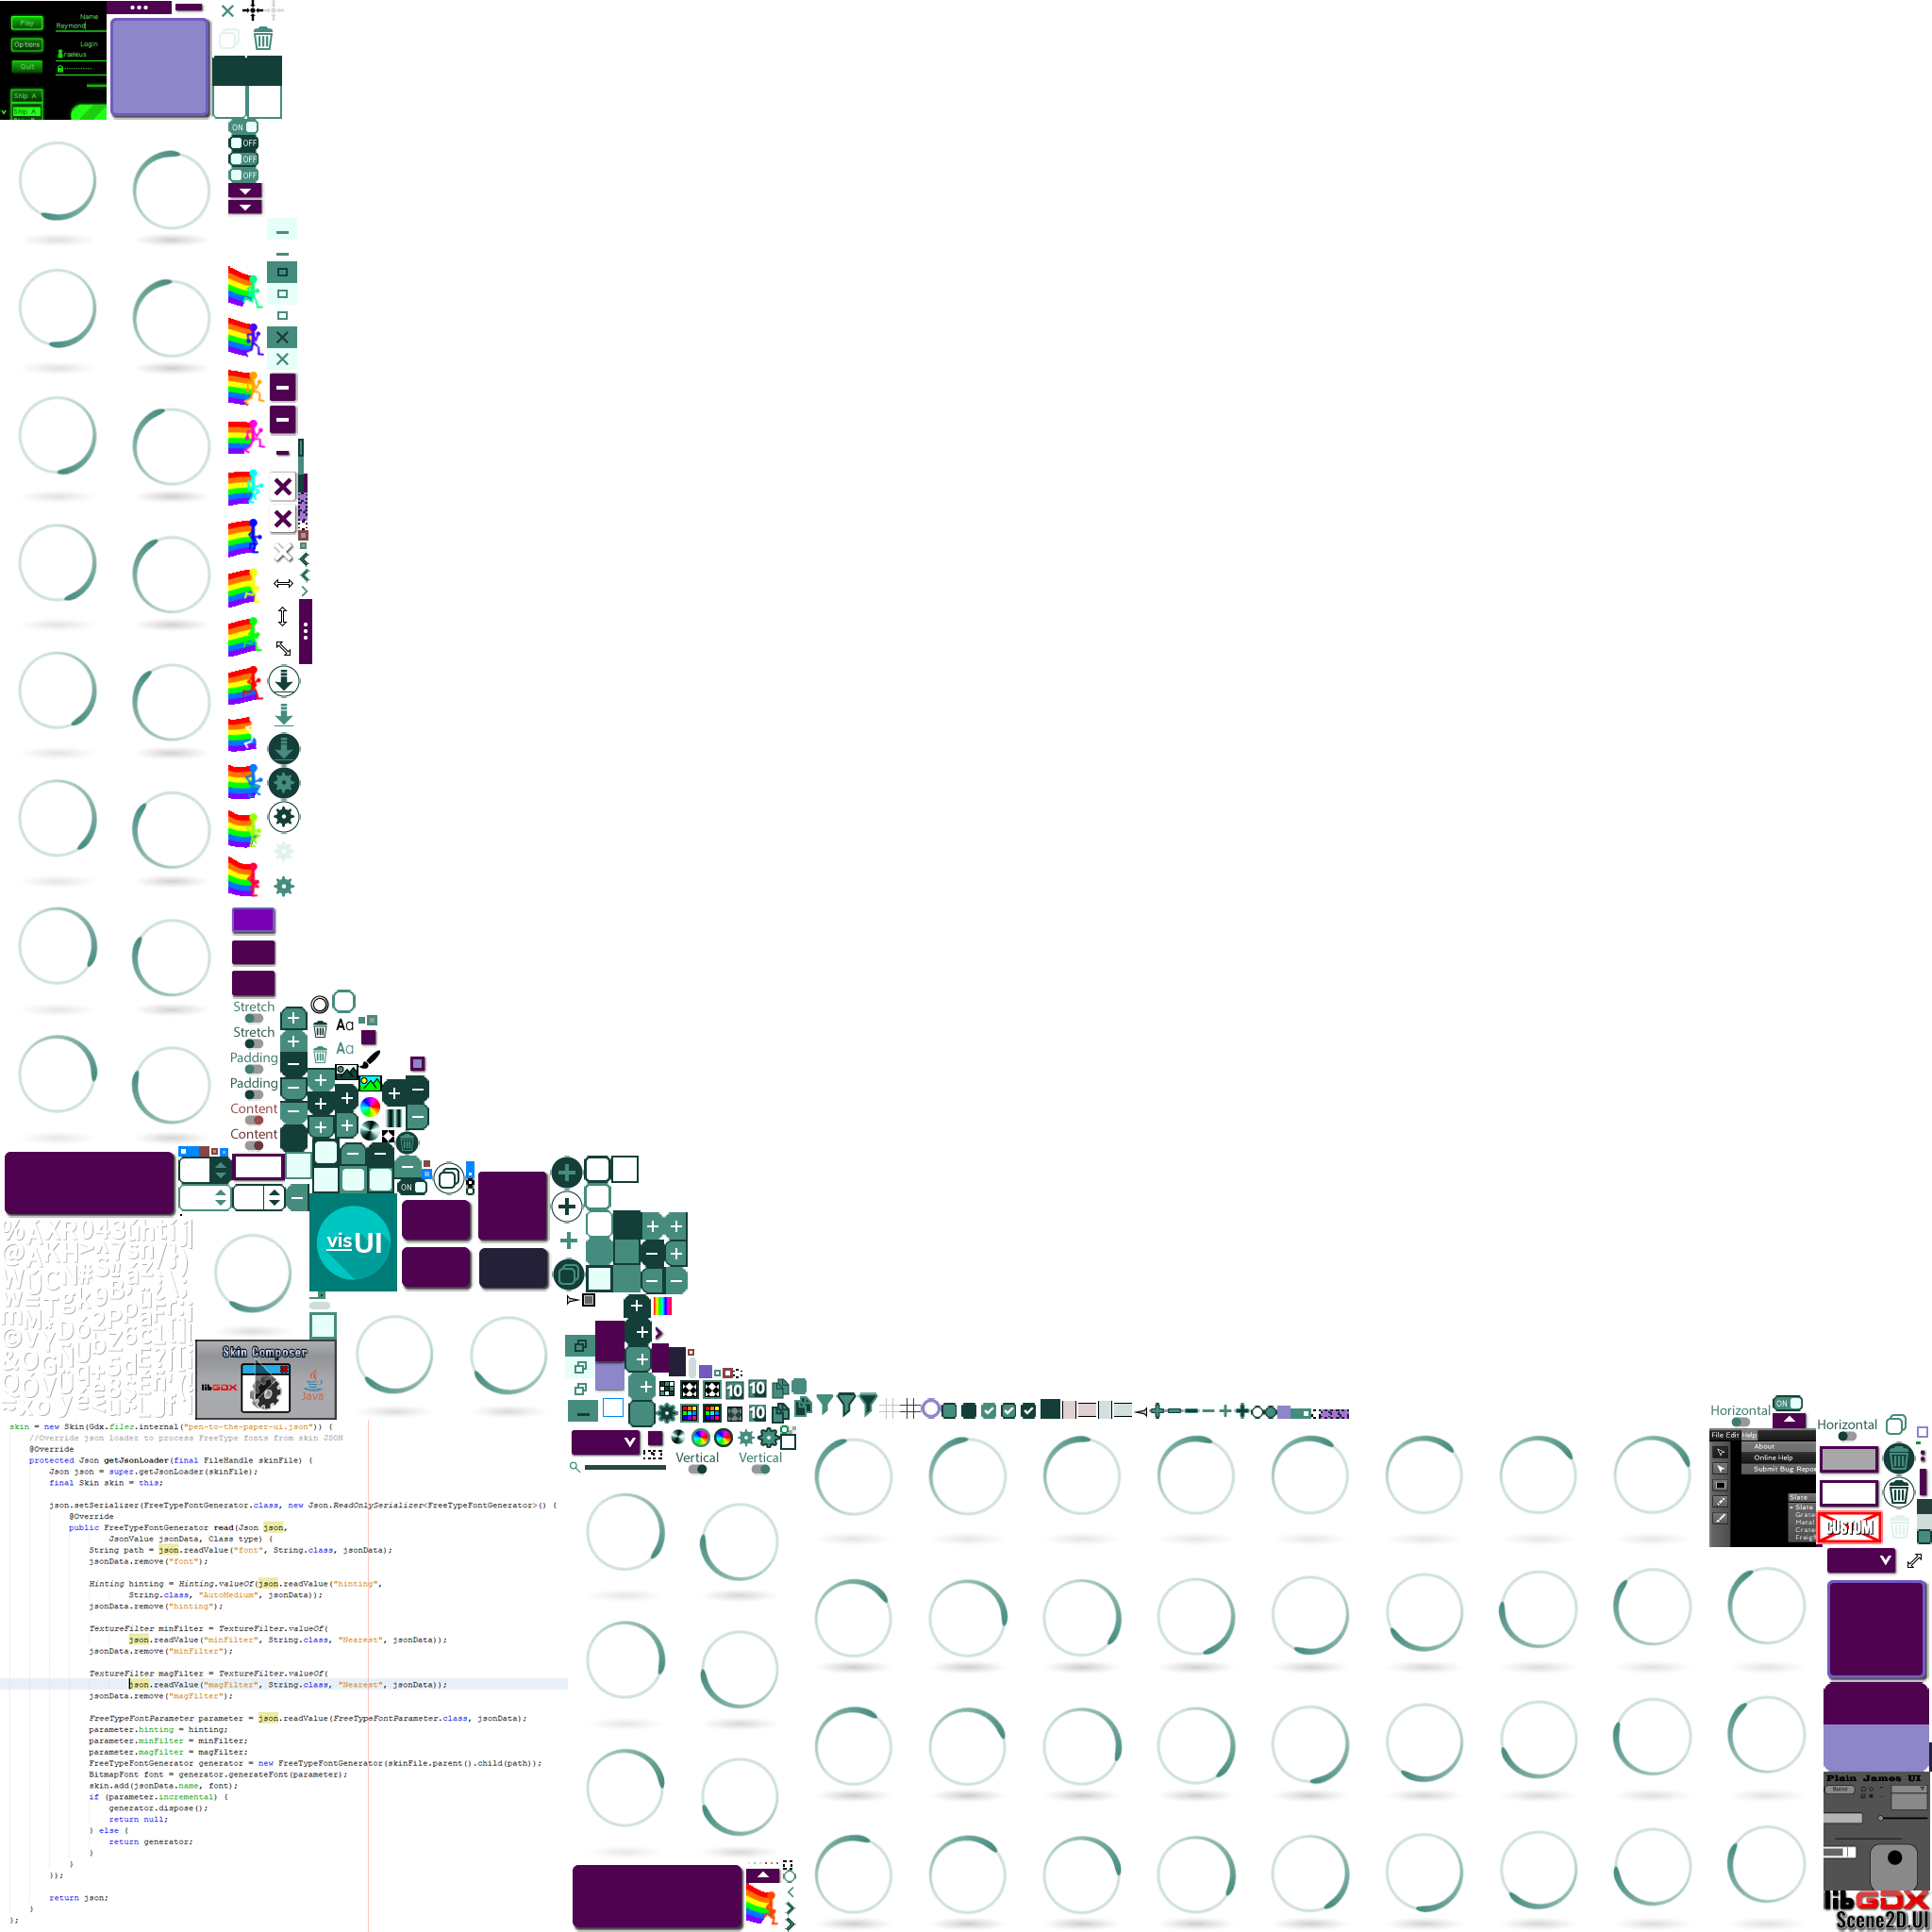 Name
Play
Raymond
Login
Options
raeleus
Quit
Ship A
Ship A
ON
OFF
OFF
OFF
Stretch
Stretch
Padding
Padding
Content
Content
Aa
Aa
ON
vis UI
Skin Composer
libGDX
Java
10
10
10
10
Vertical
Vertical
Horizontal
ON
Horizontal
File Edit Help
About
Online Help
Submit Bug Repo
Slate
Slate
Metal
CUSTOM
Plain James UI
Button
libGDX
Scene2D.UI
skin = new Skin(Gdx.files.internal("pen-to-the-paper-ui.json")) {
//Override json loader to process FreeType fonts from skin JSON
@Override
protected Json getJsonLoader(final FileHandle skinFile) {
Json json = super.getJsonLoader(skinFile);
final Skin skin = this;
json.setSerializer(FreeTypeFontGenerator.class, new Json.ReadOnlySerializer<FreeTypeFontGenerator>() {
@Override
public FreeTypeFontGenerator read(Json json,
JsonValue jsonData, Class type) {
String path = json.readValue("font", String.class, jsonData);
jsonData.remove("font");
Hinting hinting = Hinting.valueOf(json.readValue("hinting",
String.class, "AutoMedium", jsonData));
jsonData.remove("hinting");
TextureFilter minFilter = TextureFilter.valueOf(
json.readValue("minFilter", String.class, "Nearest", jsonData));
jsonData.remove("minFilter");
TextureFilter magFilter = TextureFilter.valueOf(
json.readValue("magFilter", String.class, "Nearest", jsonData));
jsonData.remove("magFilter");
FreeTypeFontParameter parameter = json.readValue(FreeTypeFontParameter.class, jsonData);
parameter.hinting = hinting;
parameter.minFilter = minFilter;
parameter.magFilter = magFilter;
FreeTypeFontGenerator generator = new FreeTypeFontGenerator(skinFile.parent().child(path));
BitmapFont font = generator.generateFont(parameter);
skin.add(jsonData.name, font);
if (parameter.incremental) {
generator.dispose();
return null;
} else {
return generator;
}
}
});
return json;
}
};